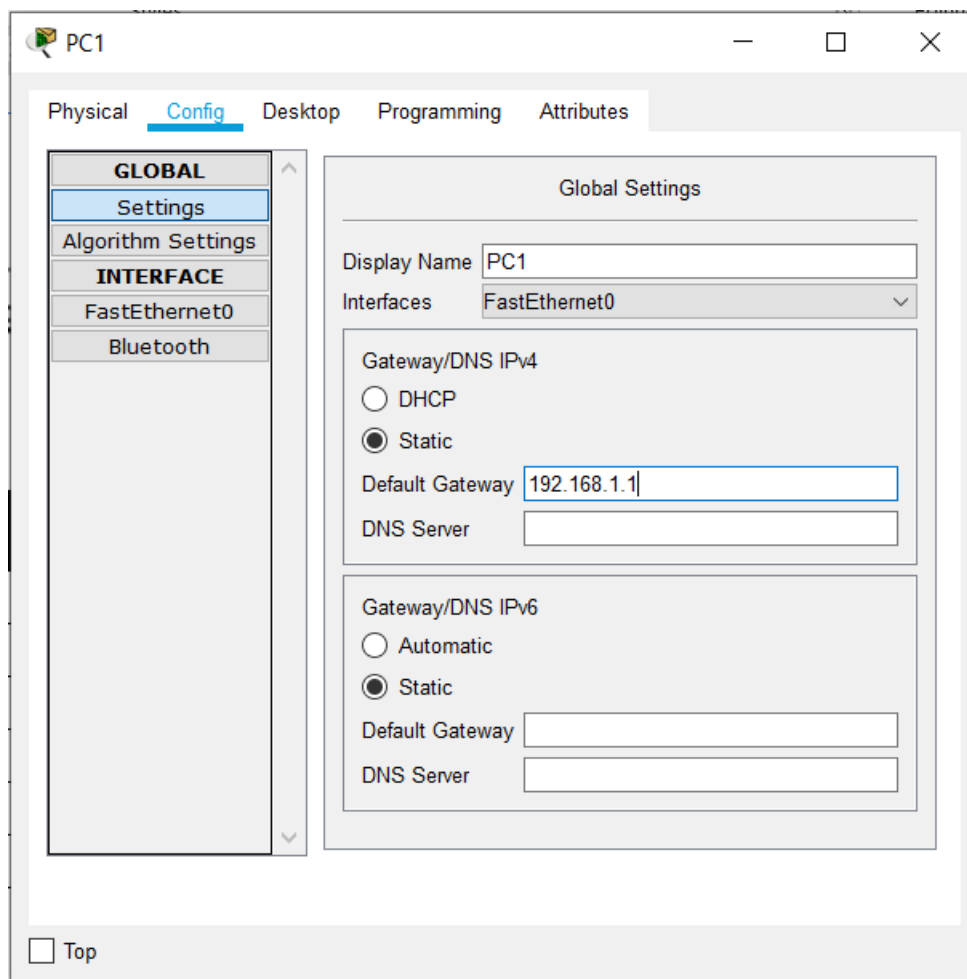 PC1
Physical Config Desktop Programming Attributes
GLOBAL
Settings
Algorithm Settings
INTERFACE
FastEthernet0
Bluetooth
Global Settings
Display Name PC1
Interfaces FastEthernet0
Gateway/DNS IPv4
DHCP
Static
Default Gateway 192.168.1.1
DNS Server
Gateway/DNS IPv6
Automatic
Static
Default Gateway
DNS Server
Top